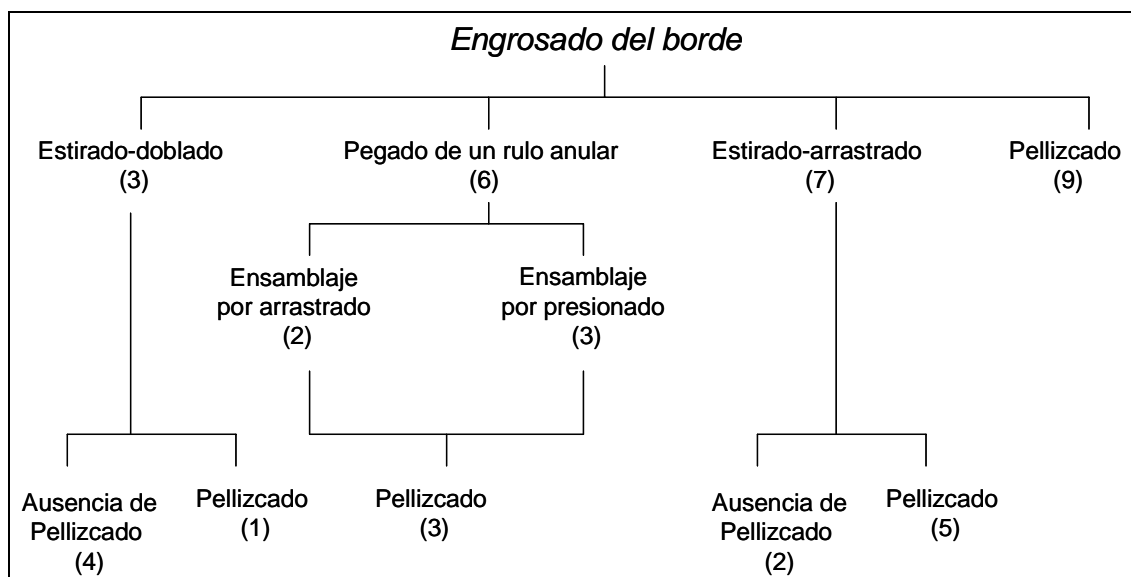 Engrosado del borde
Estirado-doblado
(3)
Pegado de un rulo anular
(6)
Estirado-arrastrado
(7)
Pellizcado
(9)
Ensamblaje
por arrastrado
(2)
Ensamblaje
por presionado
(3)
Ausencia de
Pellizcado
(4)
Pellizcado
(1)
Pellizcado
(3)
Ausencia de
Pellizcado
(2)
Pellizcado
(5)